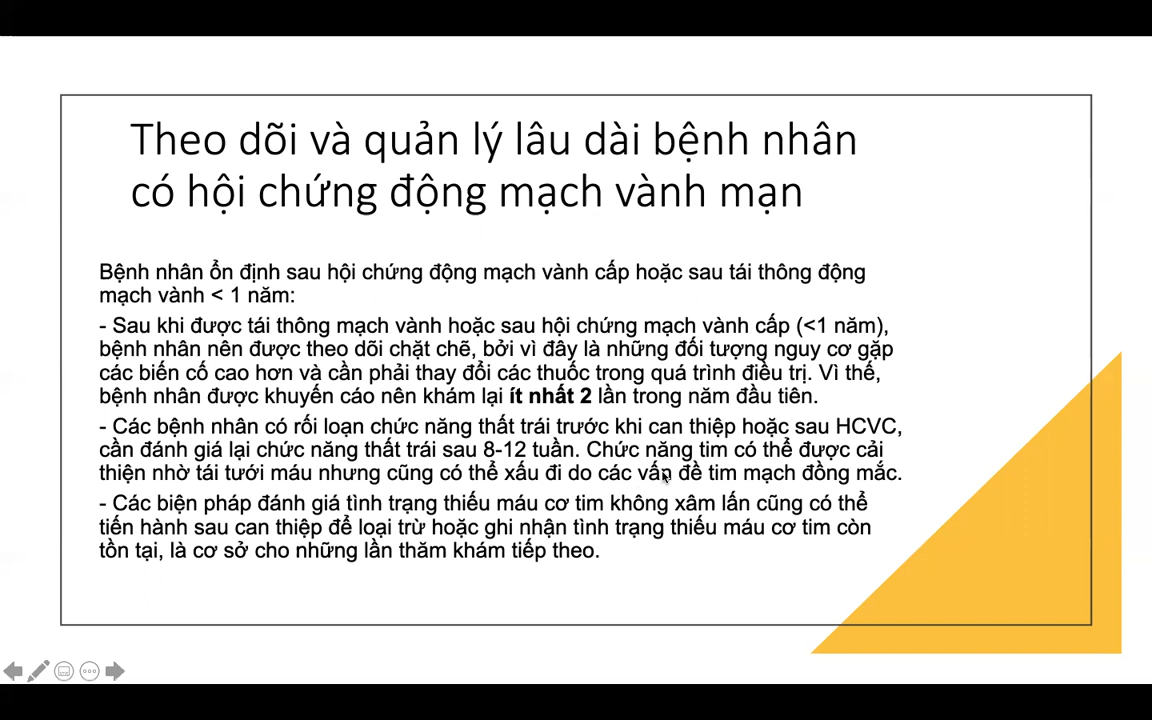 Theo dõi và quản lý lâu dài bệnh nhân
có hội chứng động mạch vành mạn
Bệnh nhân ổn định sau hội chứng động mạch vành cấp hoặc sau tái thông động
mạch vành < 1 năm:
- Sau khi được tái thông mạch vành hoặc sau hội chứng mạch vành cấp (<1 năm),
bệnh nhân nên được theo dõi chặt chẽ, bởi vì đây là những đối tượng nguy cơ gặp
các biến cố cao hơn và cần phải thay đổi các thuốc trong quá trình điều trị. Vì thế,
bệnh nhân được khuyến cáo nên khám lại ít nhất 2 lần trong năm đầu tiên.
- Các bệnh nhân có rối loạn chức năng thất trái trước khi can thiệp hoặc sau HCVC,
cần đánh giá lại chức năng thất trái sau 8-12 tuần. Chức năng tim có thể được cải
thiện nhờ tái tưới máu nhưng cũng có thể xấu đi do các vấn đề tim mạch đồng mắc.
- Các biện pháp đánh giá tình trạng thiếu máu cơ tim không xâm lấn cũng có thể
tiến hành sau can thiệp để loại trừ hoặc ghi nhận tình trạng thiếu máu cơ tim còn
tồn tại, là cơ sở cho những lần thăm khám tiếp theo.